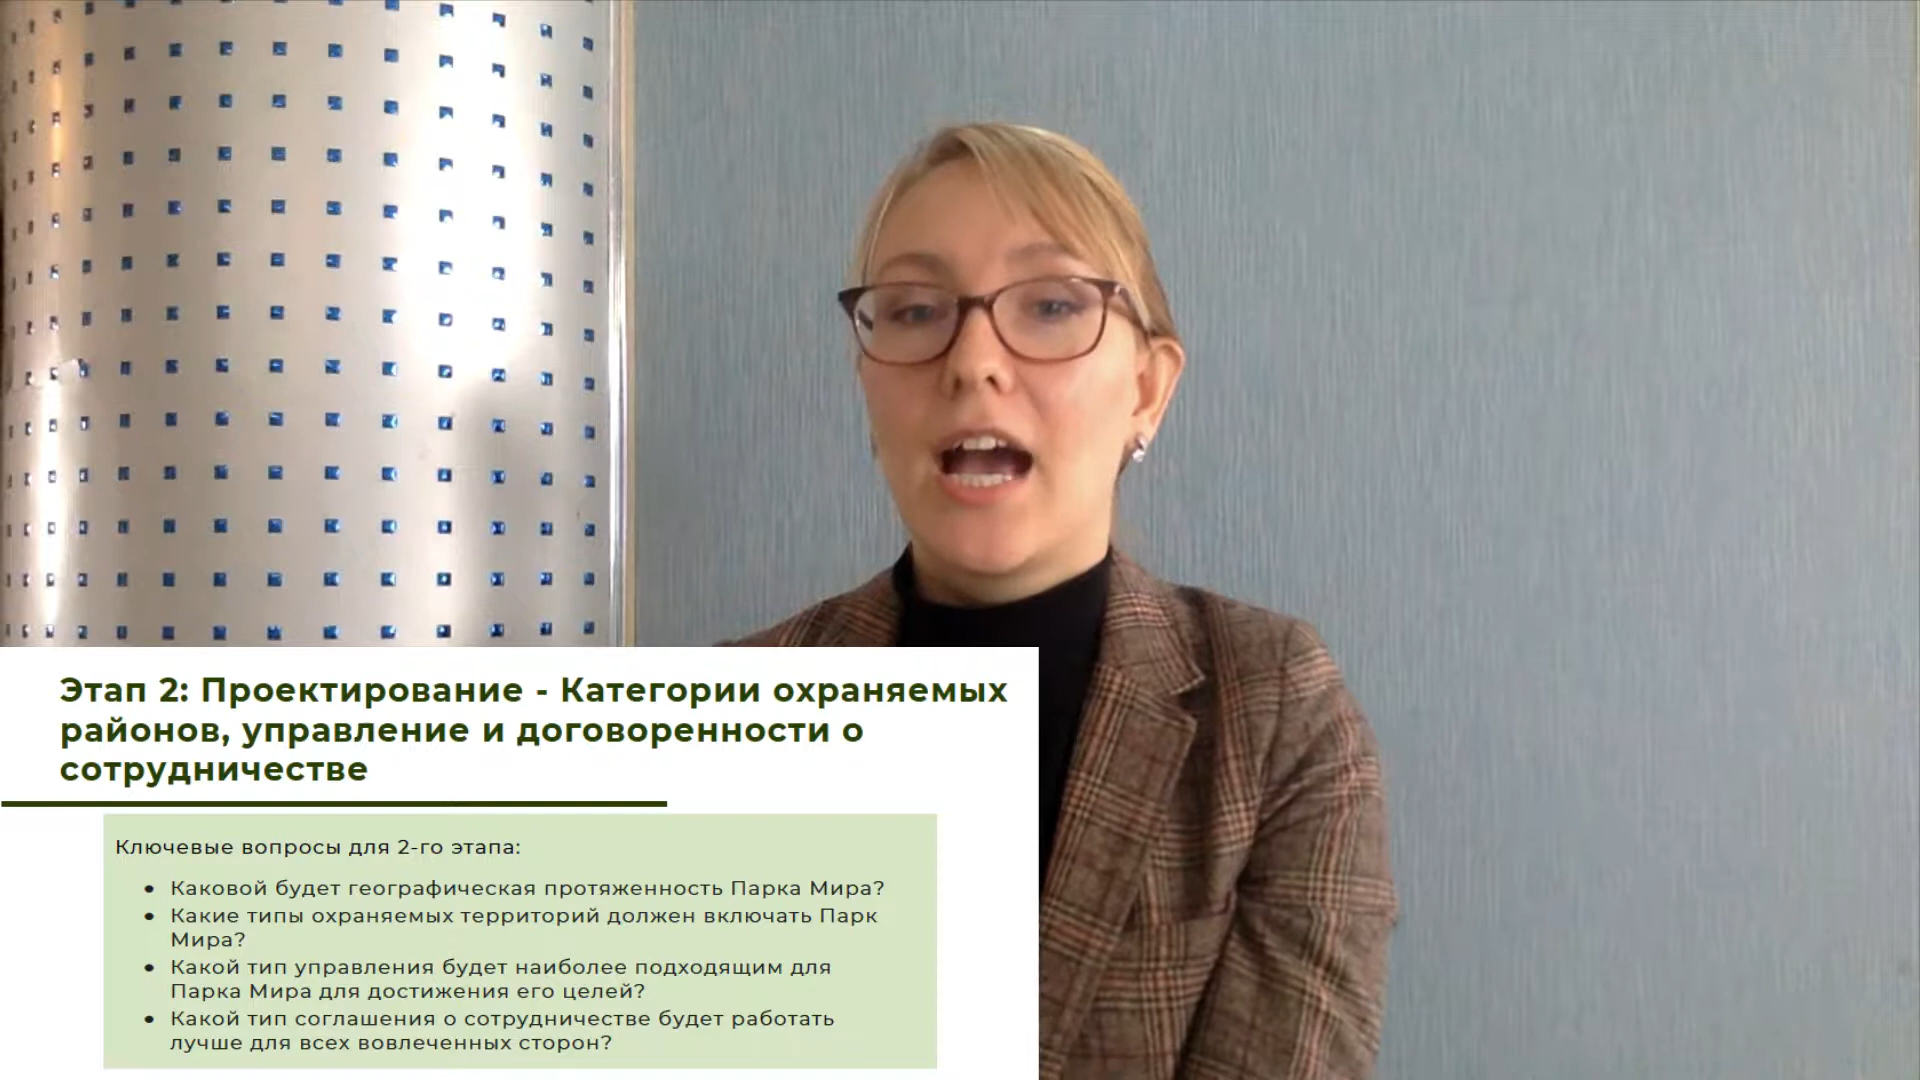 Этап 2: Проектирование - Категории охраняемых
районов, управление и договоренности о
сотрудничестве
Ключевые вопросы для 2-го этапа:
• Каковой будет географическая протяженность Парка Мира?
• Какие типы охраняемых территорий должен включать Парк
Мира?
• Какой тип управления будет наиболее подходящим для
Парка Мира для достижения его целей?
• Какой тип соглашения о сотрудничестве будет работать
лучше для всех вовлеченных сторон?